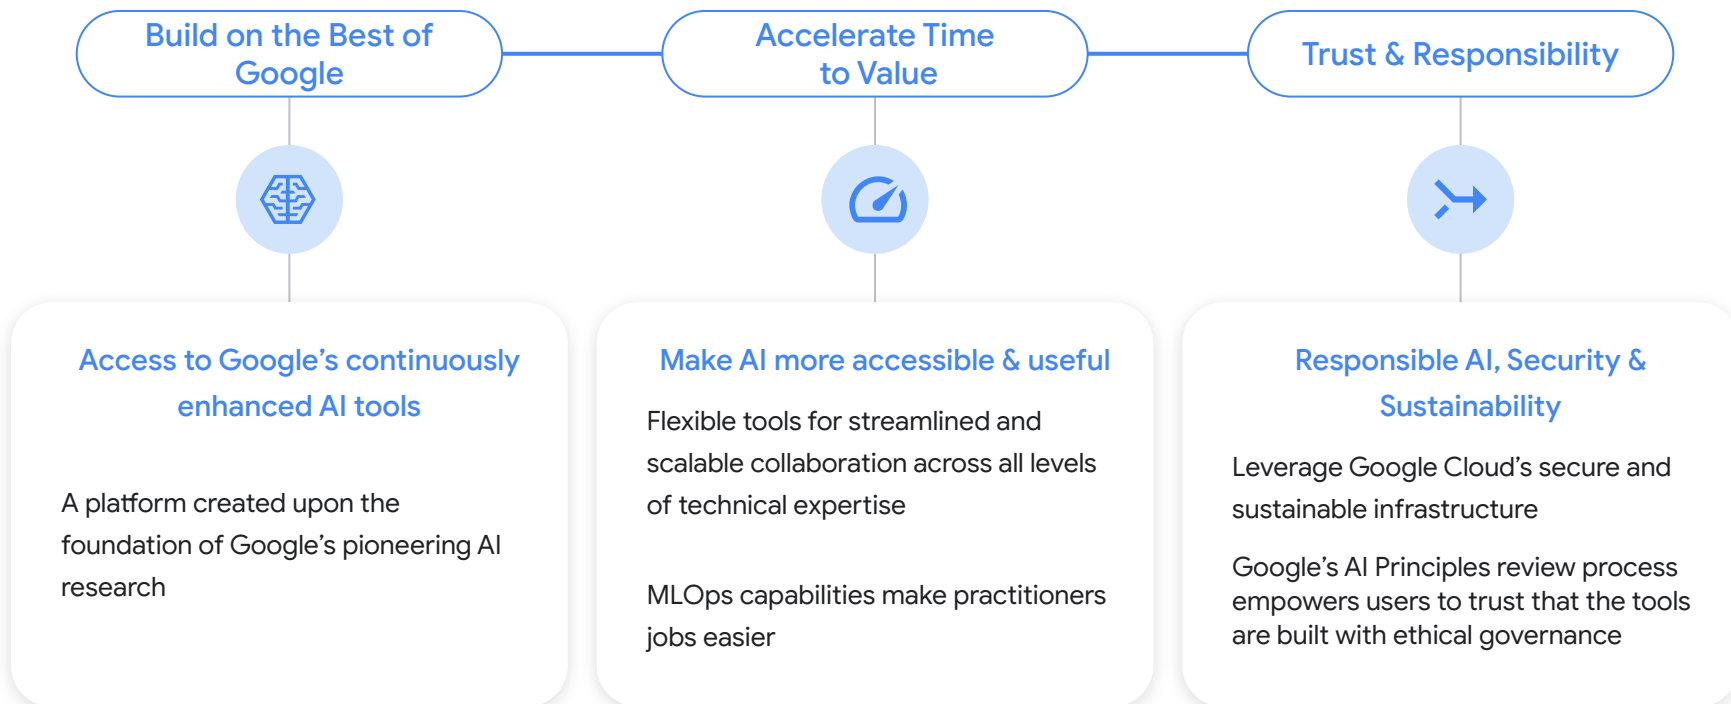 Build on the Best of
Google
Accelerate Time
to Value
Trust & Responsibility
Access to Google’s continuously
enhanced AI tools
A platform created upon the
foundation of Google’s pioneering AI
research
Make AI more accessible & useful
Flexible tools for streamlined and
scalable collaboration across all levels
of technical expertise
MLOps capabilities make practitioners
jobs easier
Responsible AI, Security &
Sustainability
Leverage Google Cloud’s secure and
sustainable infrastructure
Google’s AI Principles review process
empowers users to trust that the tools
are built with ethical governance